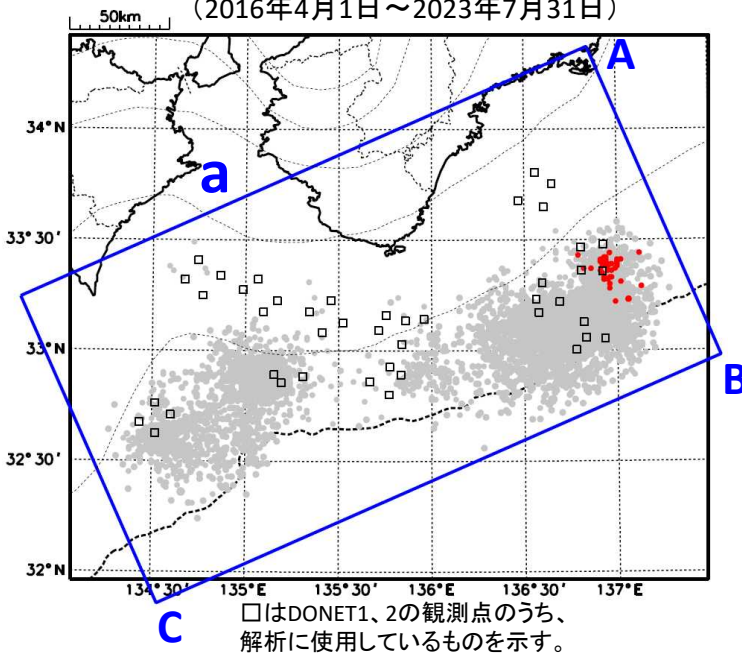 (2016年4月1日～2023年7月31日)
50km
A
34°N
a
33°30'
33°N
B
32°30'
32°N
134°30'
135°E
135°30'
136°E
136°30'
137°E
C
□はDONET1、2の観測点のうち、
解析に使用しているものを示す。